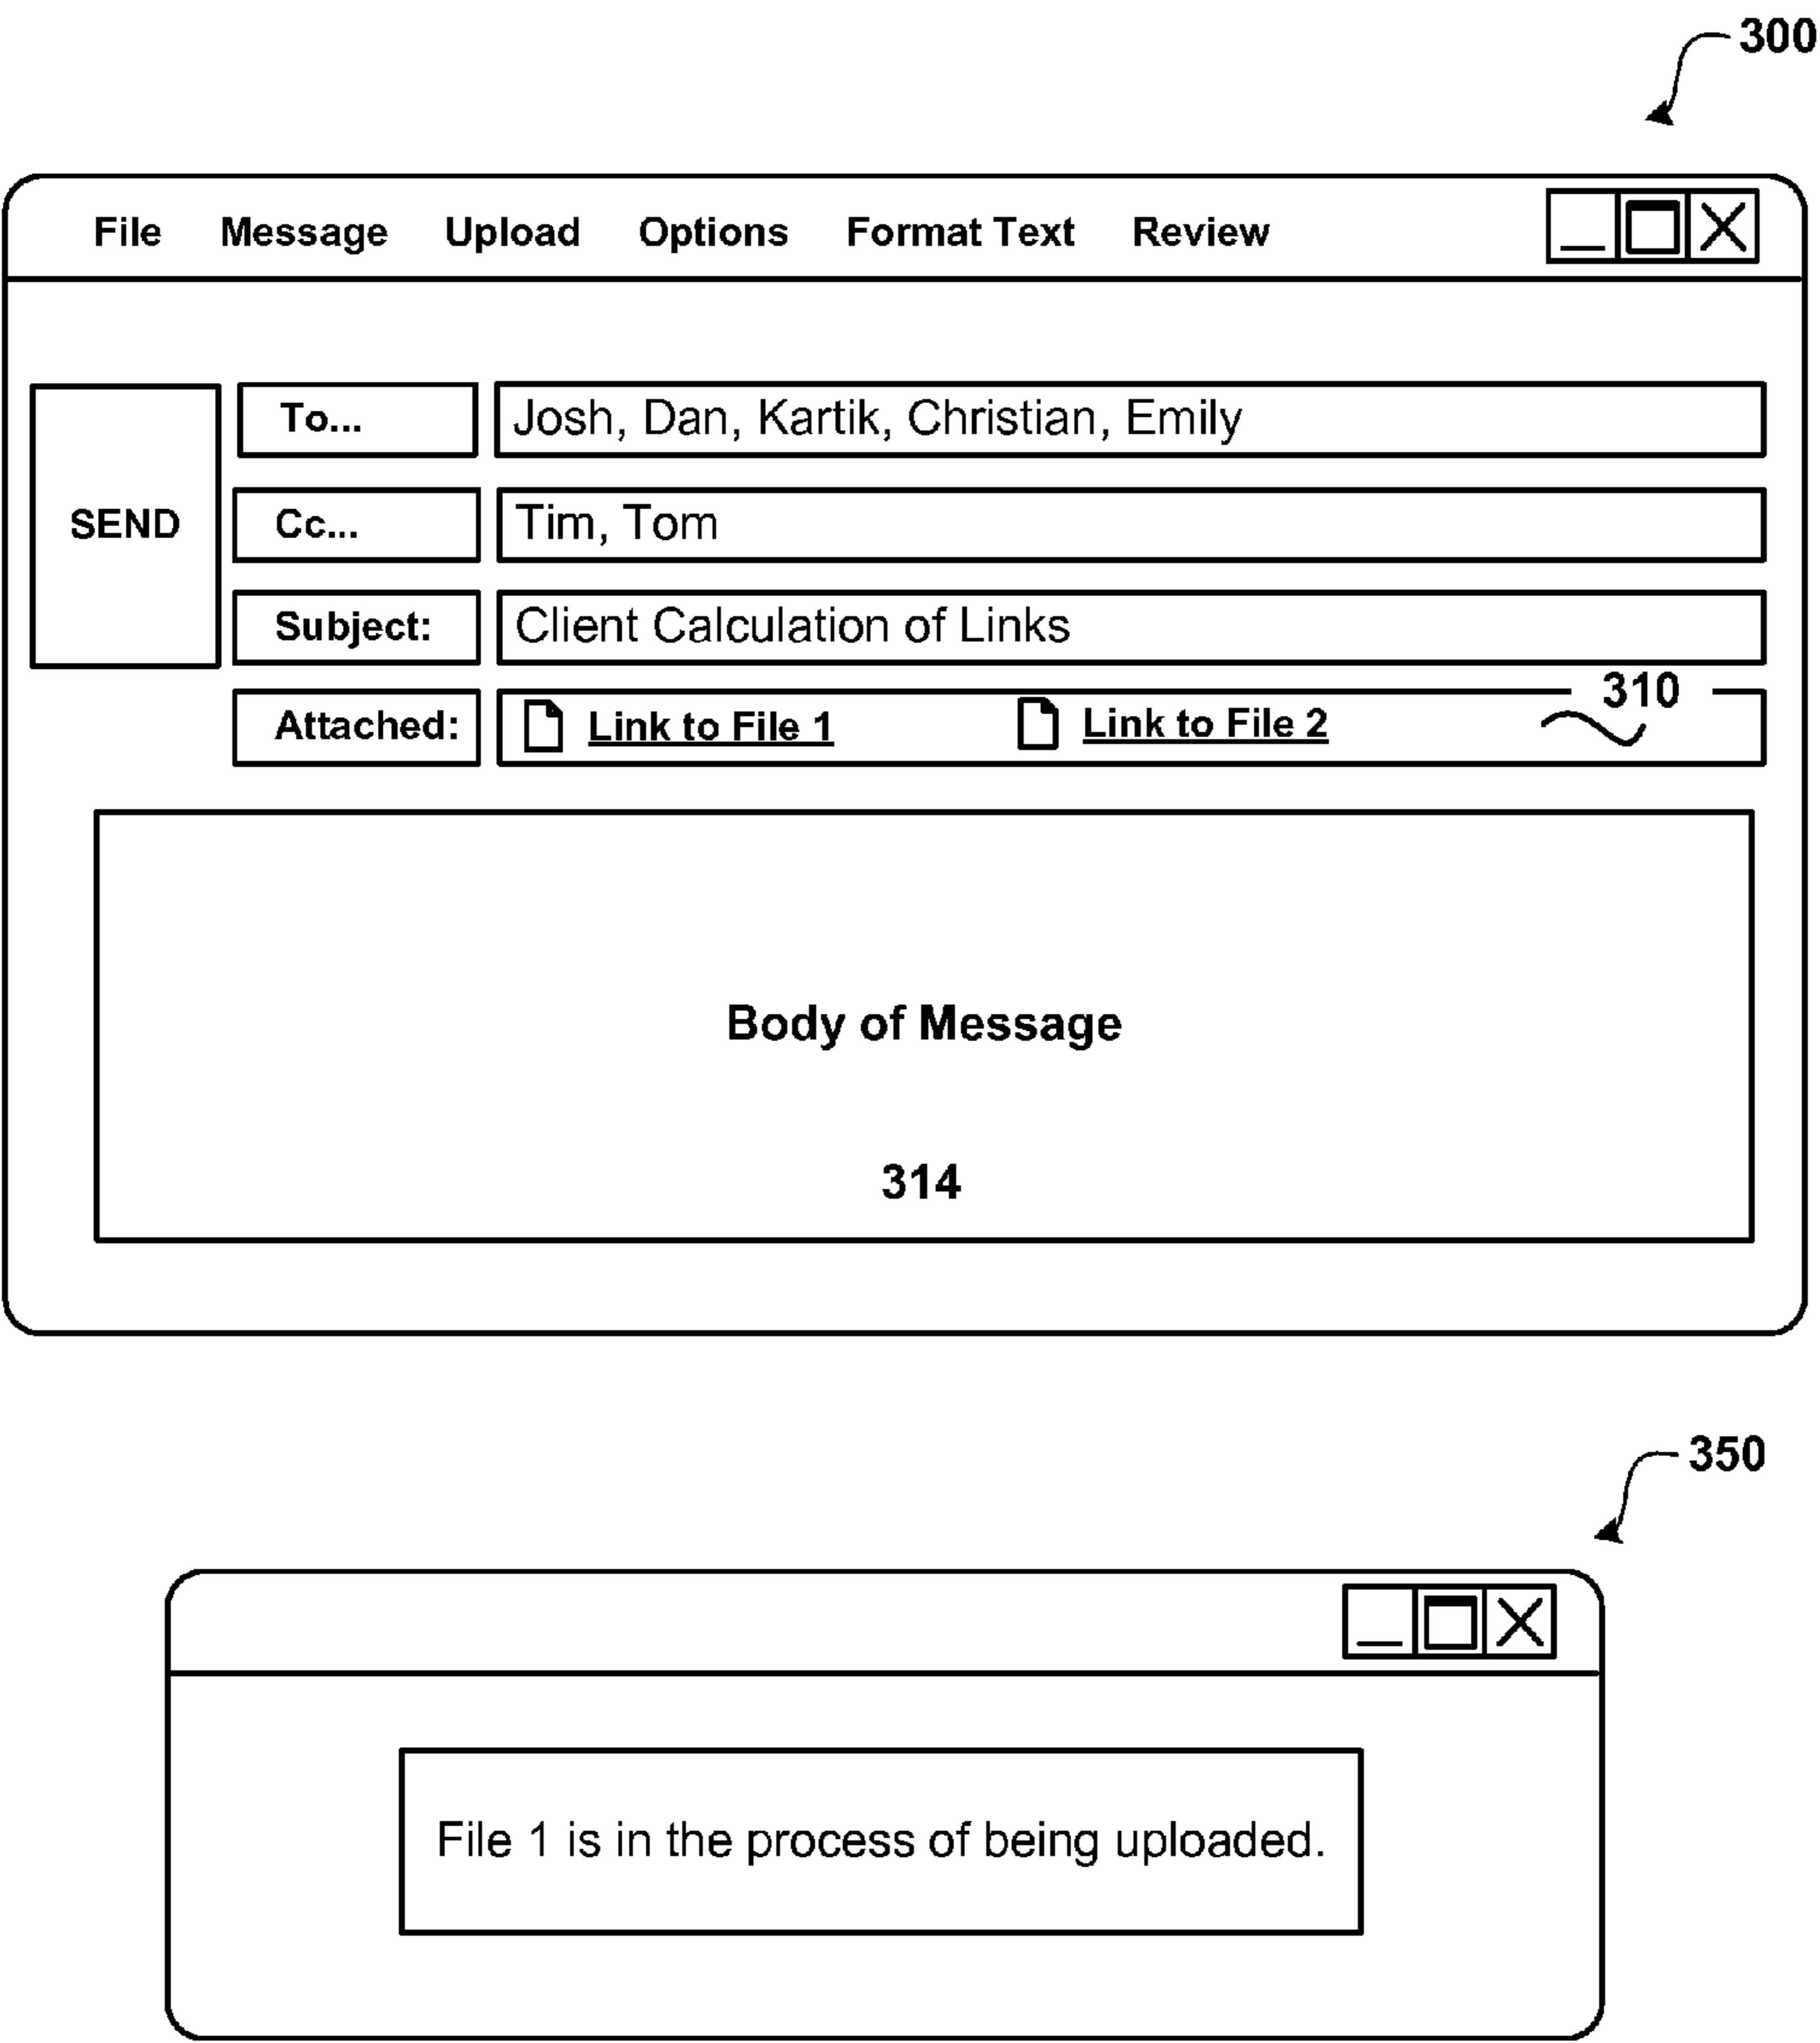 300
File Message Upload Options Format Text Review
To... Josh, Dan, Kartik, Christian, Emily
SEND Cc... Tim, Tom
Subject: Client Calculation of Links
310
Attached: Link to File 1 Link to File 2
Body of Message
314
350
File 1 is in the process of being uploaded.